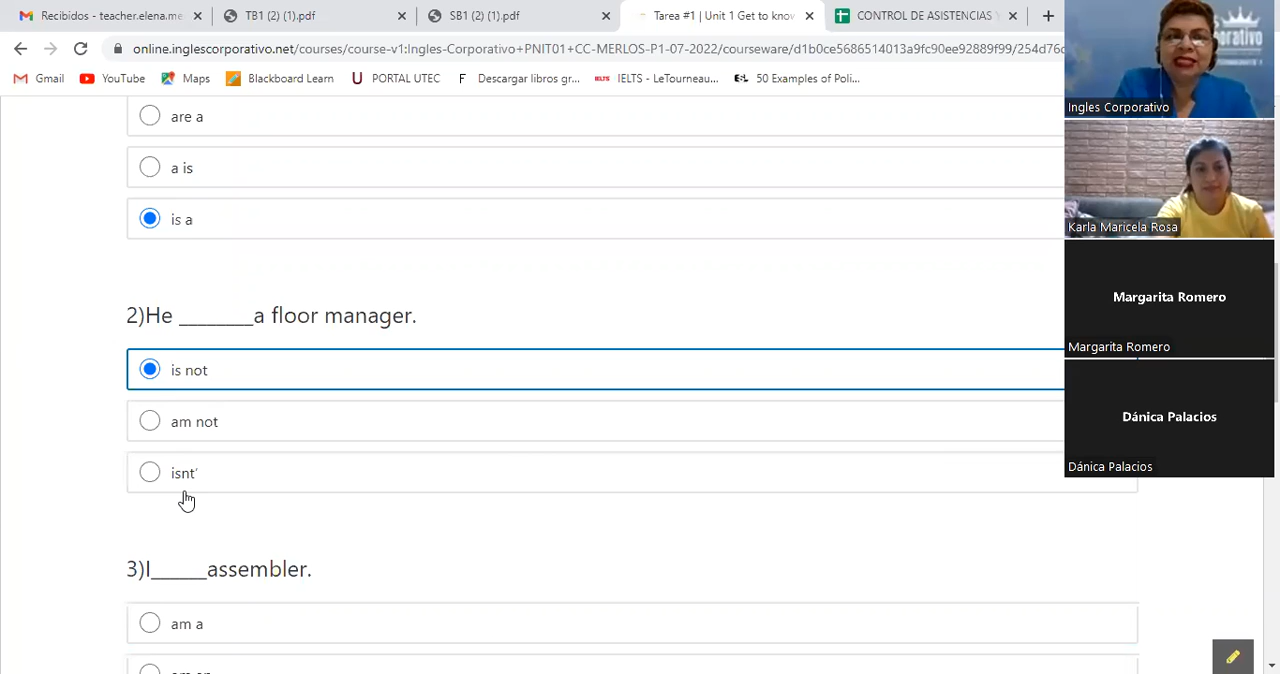 Recibidos - teacher.elena.me
TB1 (2) (1).pdf
SB1 (2) (1).pdf
Tarea #1 | Unit 1 Get to know
CONTROL DE ASISTENCIAS Y
online.inglescorporativo.net/courses/course-v1:Ingles-Corporativo+PNIT01+CC-MERLOS-P1-07-2022/courseware/d1b0ce5686514013a9fc90ee92889f99/254d76c
Gmail
YouTube
Maps
Blackboard Learn
U PORTAL UTEC
F Descargar libros gr...
IELTS IELTS - LeTourneau...
ESL 50 Examples of Poli...
are a
a is
is a
2)He ________a floor manager.
is not
am not
isnt'
3)I______assembler.
am a
Ingles Corporativo
Karla Maricela Rosa
Margarita Romero
Margarita Romero
Dánica Palacios
Dánica Palacios